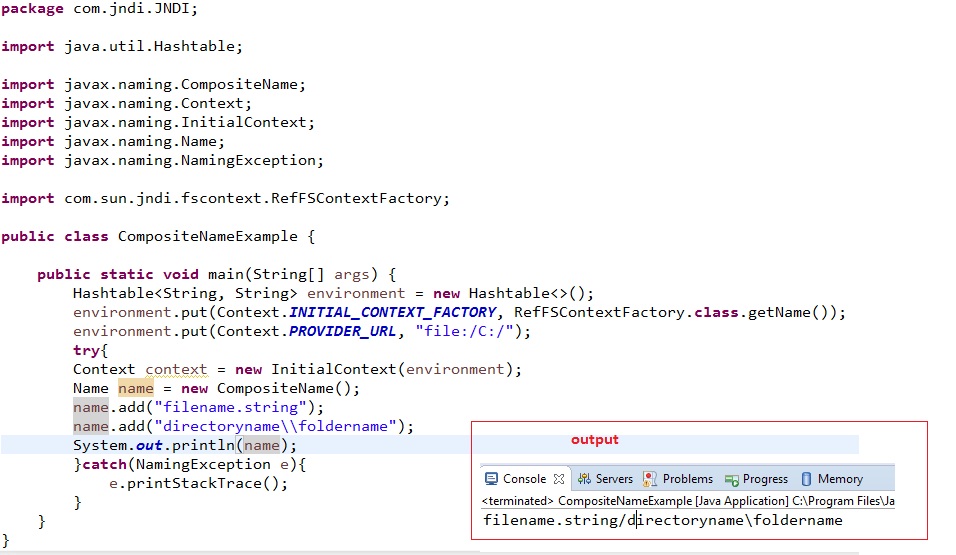 package com.jndi.JNDI;
import java.util.Hashtable;
import javax.naming.CompositeName;
import javax.naming.Context;
import javax.naming.InitialContext;
import javax.naming.Name;
import javax.naming.NamingException;
import com.sun.jndi.fscontext.RefFSContextFactory;
public class CompositeNameExample {
public static void main(String[] args) {
Hashtable<String, String> environment = new Hashtable<>();
environment.put(Context.INITIAL_CONTEXT_FACTORY, RefFSContextFactory.class.getName());
environment.put(Context.PROVIDER_URL, "file:/C:/");
try{
Context context = new InitialContext(environment);
Name name = new CompositeName();
name.add("filename.string");
name.add("directoryname\\foldername");
System.out.println(name);
}catch(NamingException e){
e.printStackTrace();
}
}
}
output
Console Servers Problems Progress Memory
<terminated> CompositeNameExample [Java Application] C:\Program Files\Ja
filename.string/directoryname\foldername